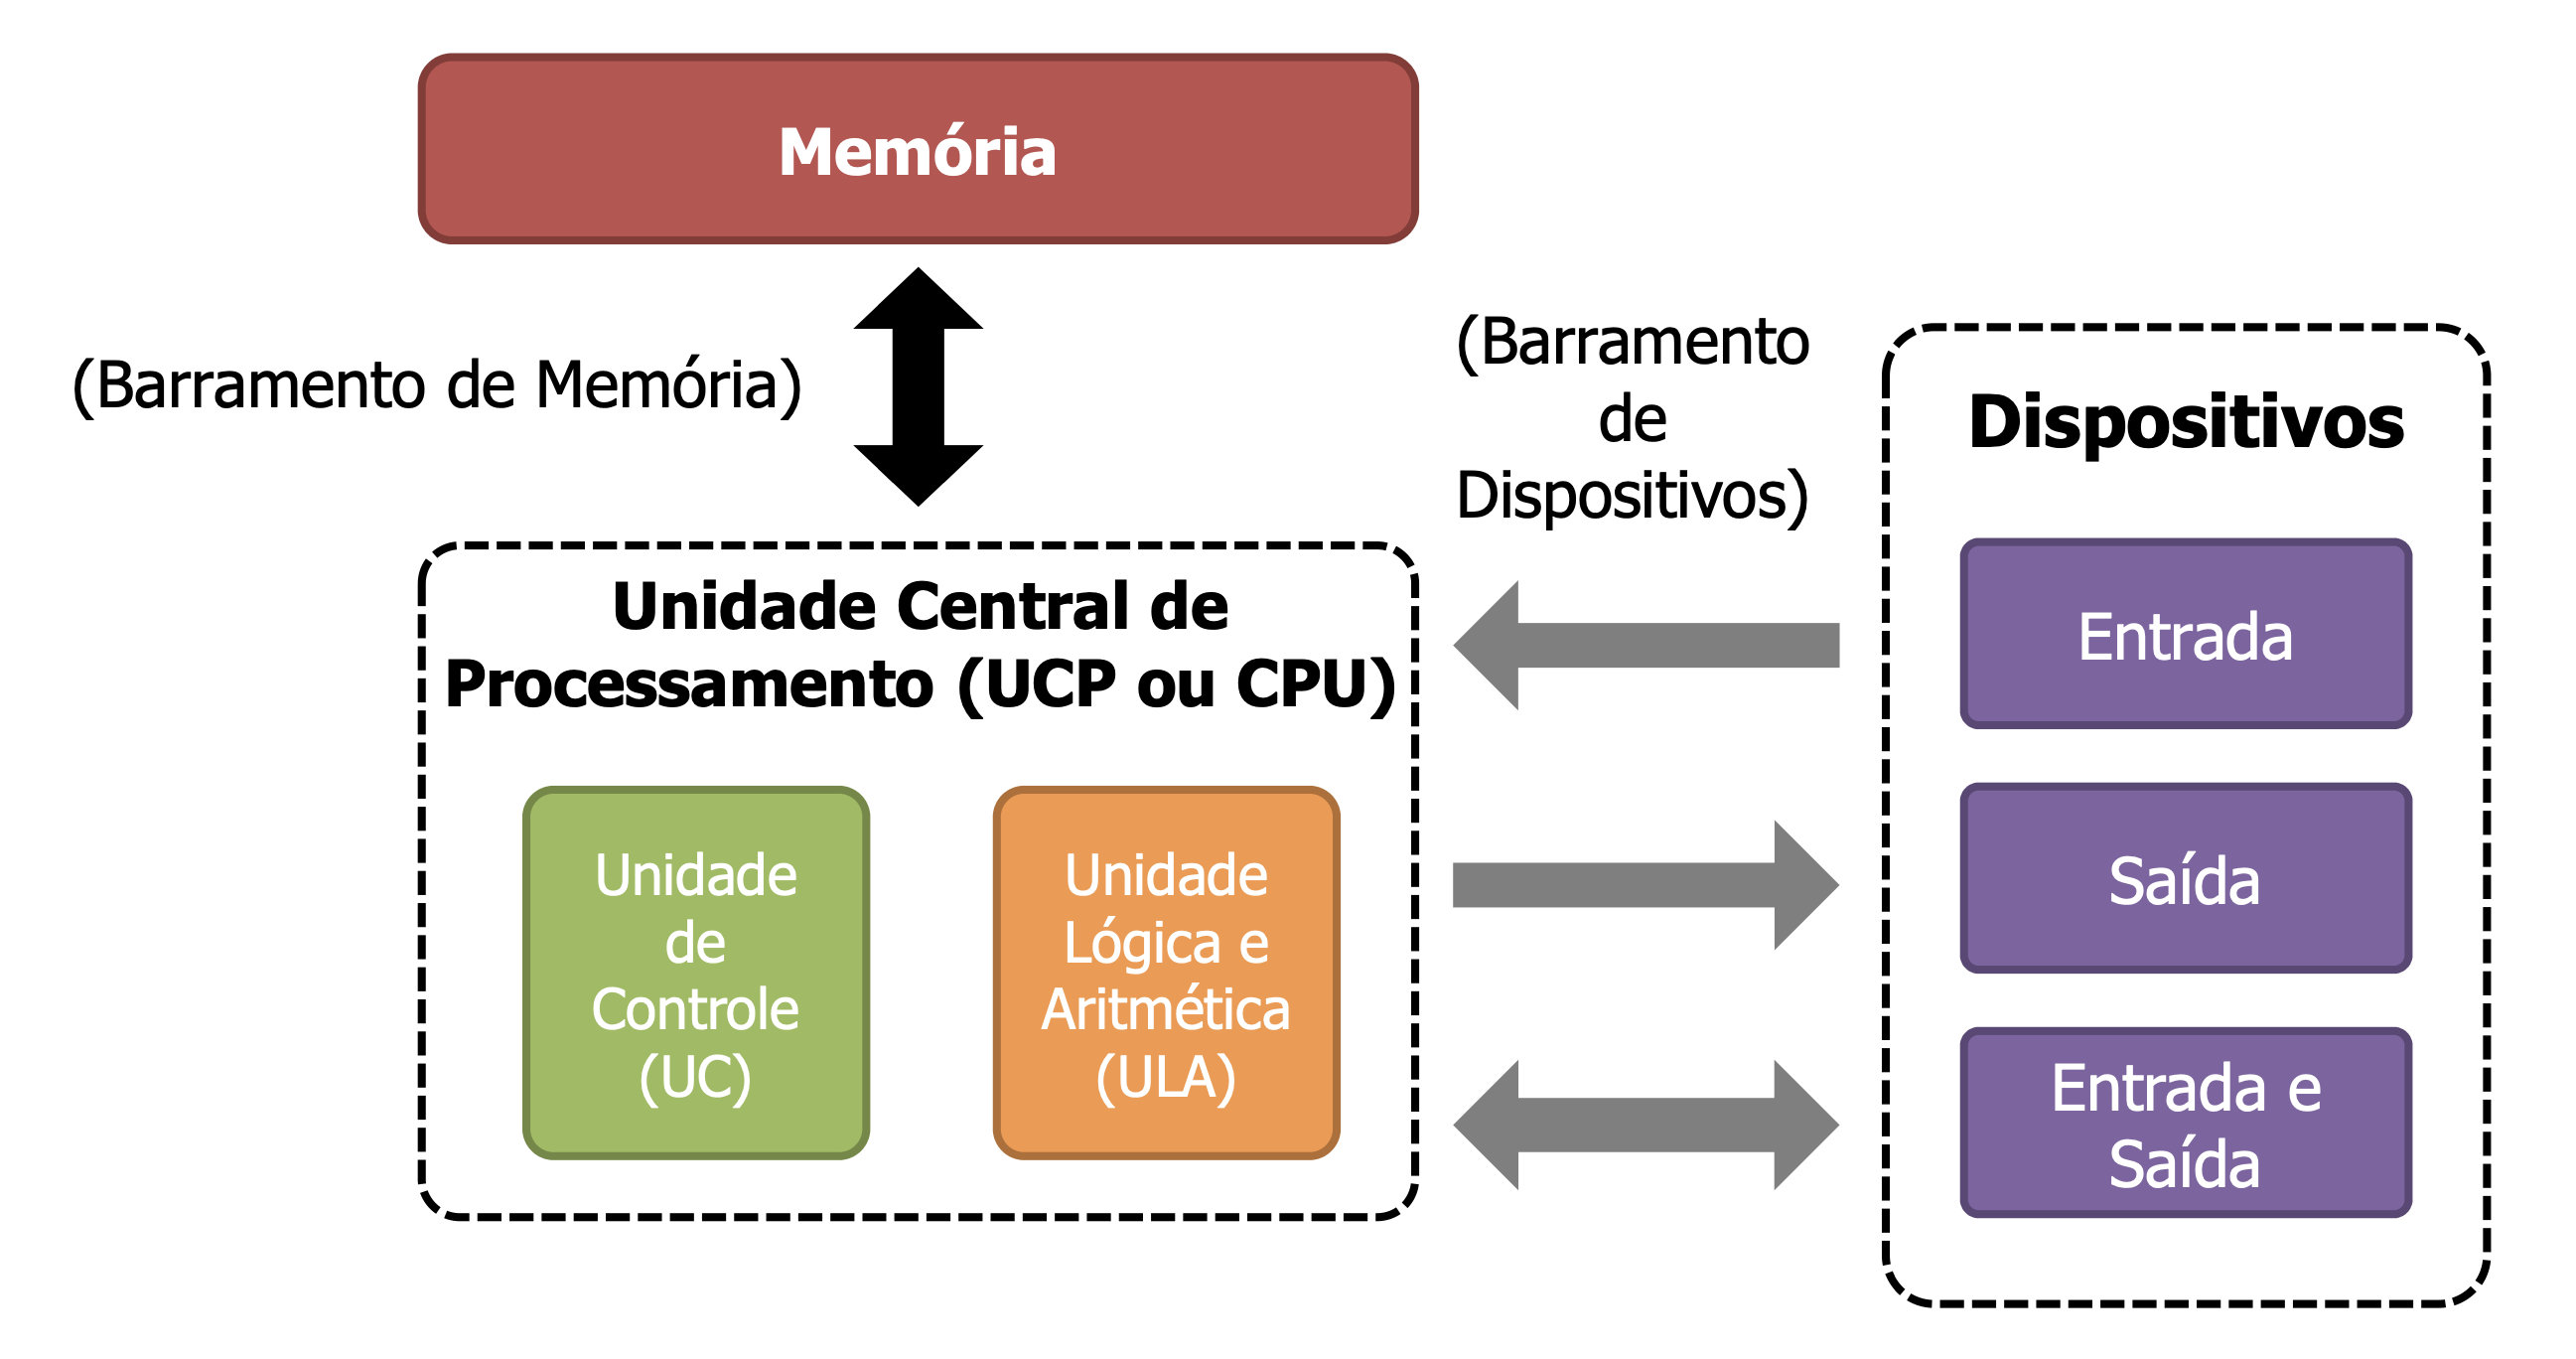 Memória
(Barramento de Memória)
(Barramento
de
Dispositivos)
Dispositivos
Unidade Central de
Processamento (UCP ou CPU)
Unidade
de
Controle
(UC)
Unidade
Lógica e
Aritmética
(ULA)
Entrada
Saída
Entrada e
Saída